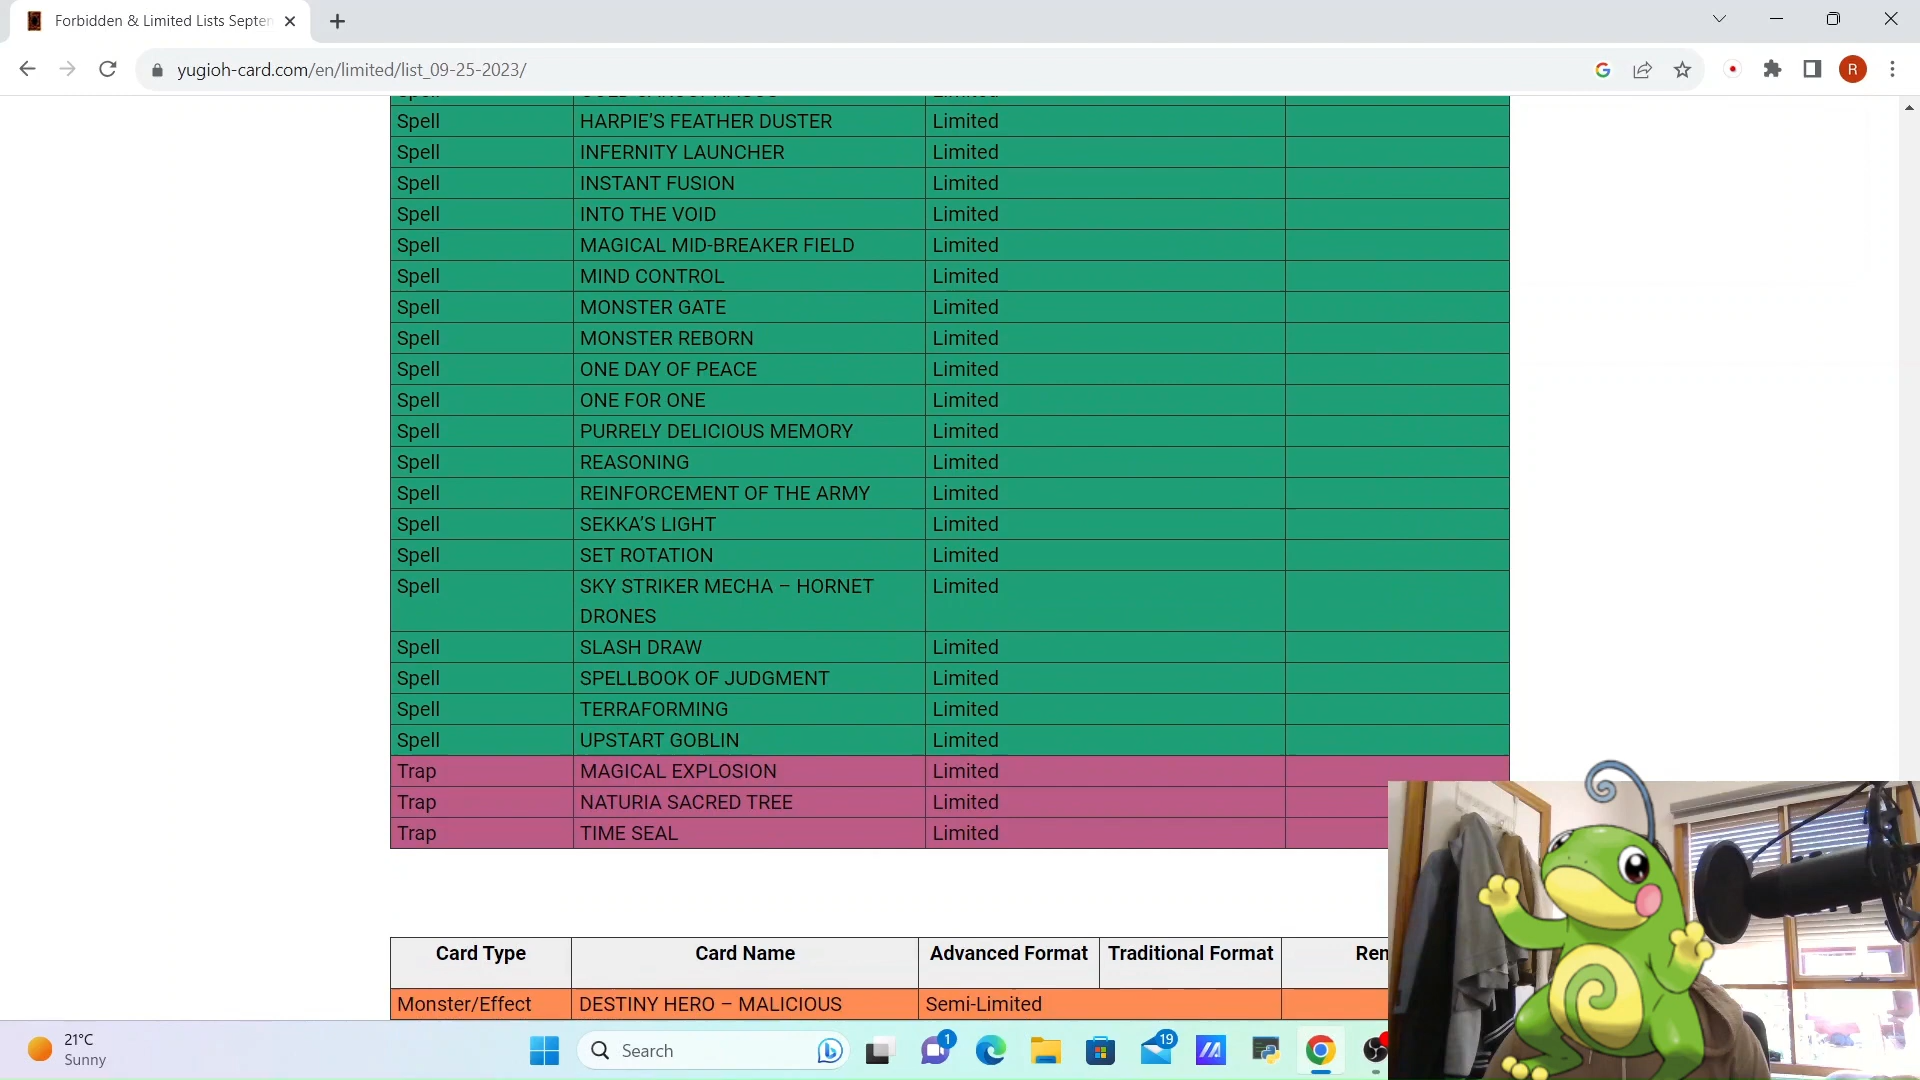 Forbidden & Limited Lists Septem
yugioh-card.com/en/limited/list_09-25-2023/
R
Spell HARPIE'S FEATHER DUSTER Limited
Spell INFERNITY LAUNCHER Limited
Spell INSTANT FUSION Limited
Spell INTO THE VOID Limited
Spell MAGICAL MID-BREAKER FIELD Limited
Spell MIND CONTROL Limited
Spell MONSTER GATE Limited
Spell MONSTER REBORN Limited
Spell ONE DAY OF PEACE Limited
Spell ONE FOR ONE Limited
Spell PURRELY DELICIOUS MEMORY Limited
Spell REASONING Limited
Spell REINFORCEMENT OF THE ARMY Limited
Spell SEKKA'S LIGHT Limited
Spell SET ROTATION Limited
Spell SKY STRIKER MECHA – HORNET Limited
DRONES
Spell SLASH DRAW Limited
Spell SPELLBOOK OF JUDGMENT Limited
Spell TERRAFORMING Limited
Spell UPSTART GOBLIN Limited
Trap MAGICAL EXPLOSION Limited
Trap NATURIA SACRED TREE Limited
Trap TIME SEAL Limited
Card Type Card Name Advanced Format Traditional Format Ren
Monster/Effect DESTINY HERO – MALICIOUS Semi-Limited
21°C
Sunny
Search
1
19